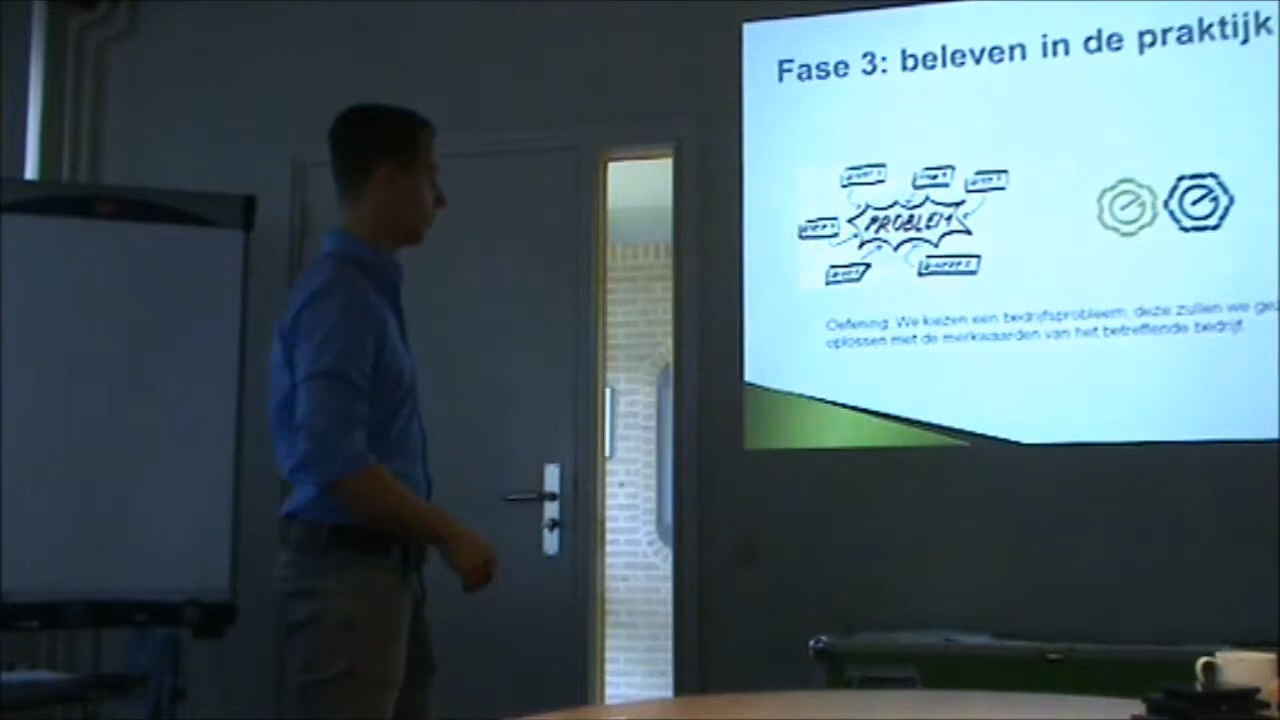 Fase 3: beleven in de praktijk
PROBLEM
Oefening: We kiezen een bedrijfsprobleem, deze zullen we
oplossen met de merkwaarden van het betreffende bedrijf.